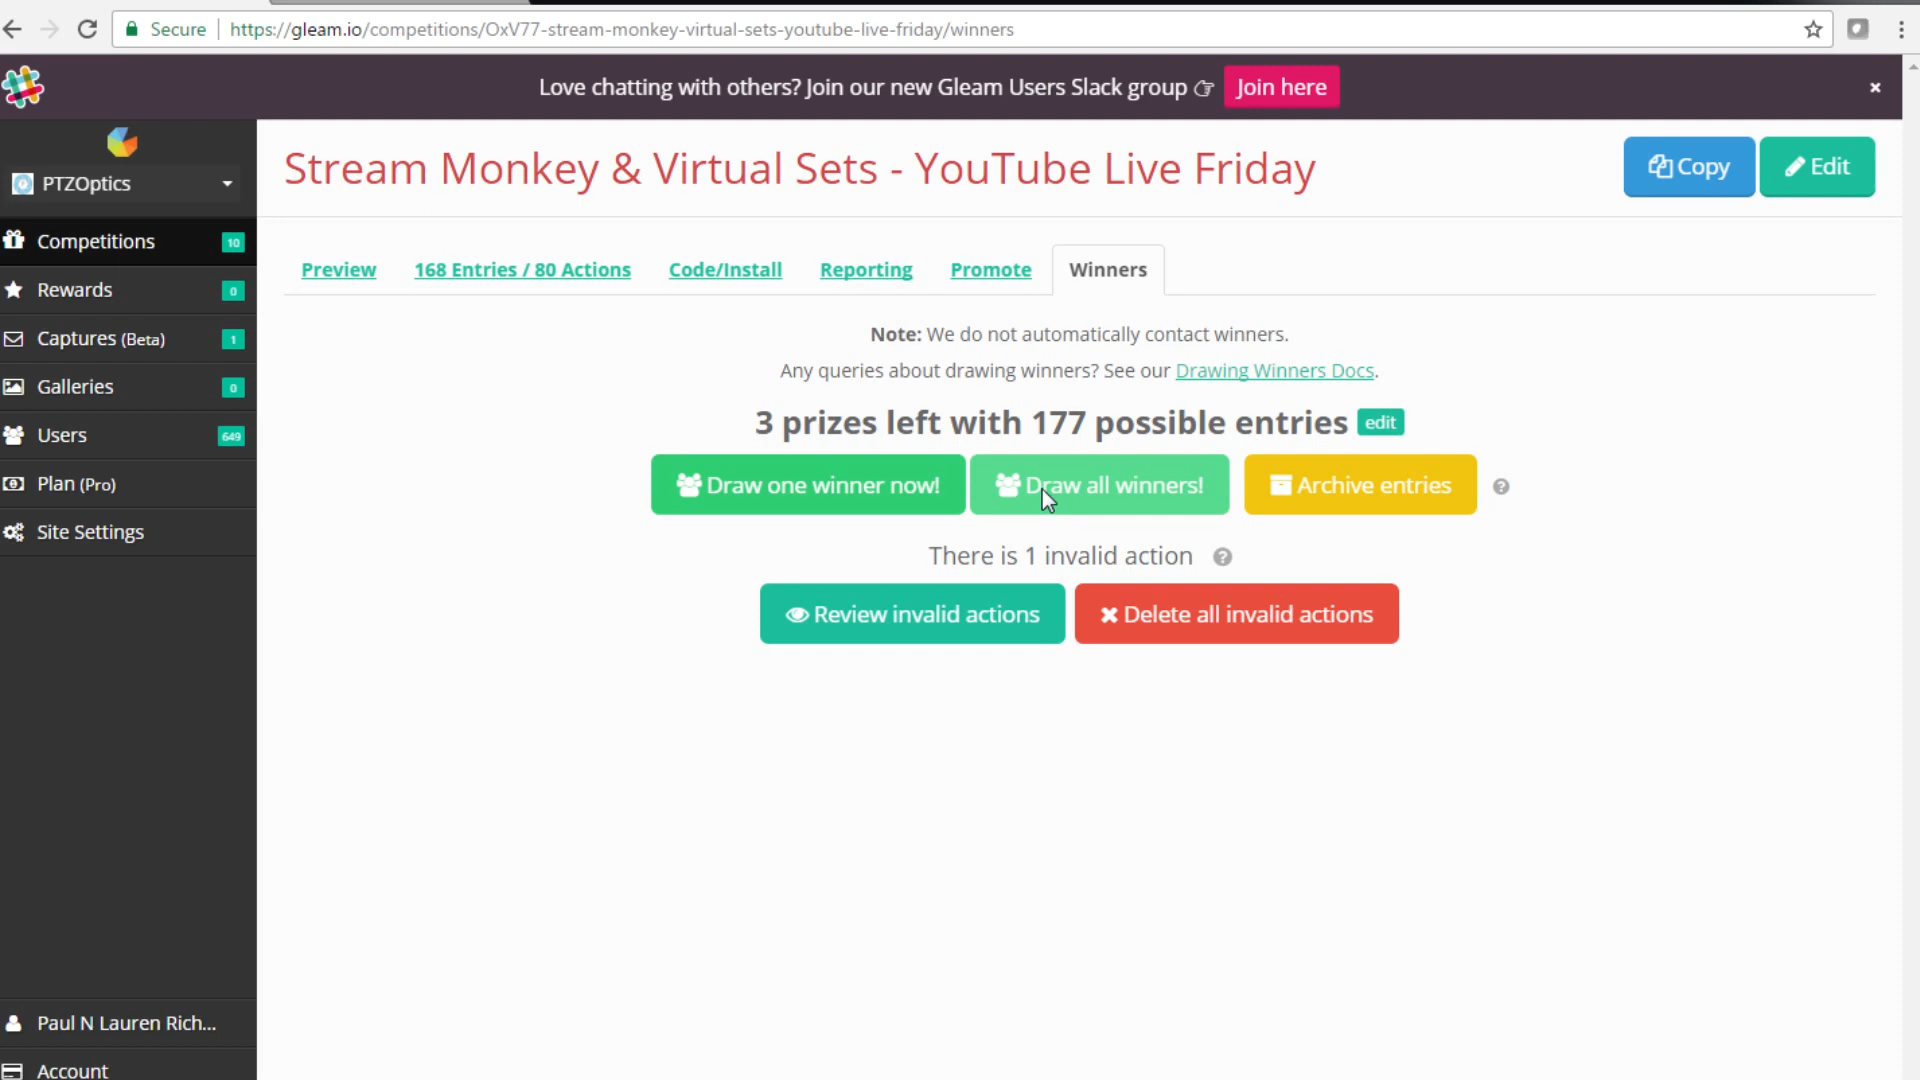 Secure https://gleam.io/competitions/OxV77-stream-monkey-virtual-sets-youtube-live-friday/winners
Love chatting with others? Join our new Gleam Users Slack group Join here ×
PTZOptics
Stream Monkey & Virtual Sets - YouTube Live Friday
Copy Edit
Competitions 10
Rewards 0
Captures (Beta) 1
Galleries 0
Users 649
Plan (Pro)
Site Settings
Preview 168 Entries / 80 Actions Code/Install Reporting Promote Winners
Note: We do not automatically contact winners.
Any queries about drawing winners? See our Drawing Winners Docs.
3 prizes left with 177 possible entries edit
Draw one winner now! Draw all winners! Archive entries ?
There is 1 invalid action ?
Review invalid actions Delete all invalid actions
Paul N Lauren Rich...
Account